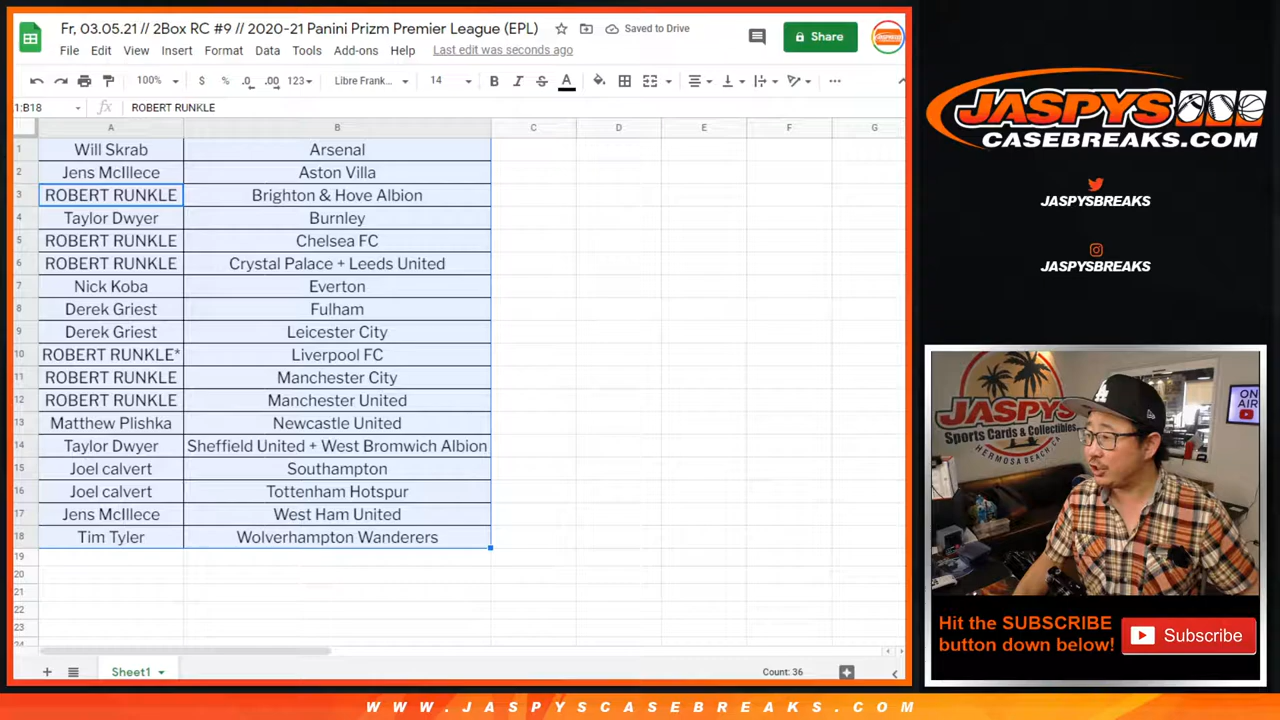 Fr, 03.05.21 // 2Box RC #9 // 2020-21 Panini Prizm Premier League (EPL)
Saved to Drive
Share
File Edit View Insert Format Data Tools Add-ons Help Last edit was seconds ago
100% $ % .0 .00 123 Libre Frank... 14 B I S A
1:B18 fx ROBERT RUNKLE
A B C D E F G
1 Will Skrab Arsenal
2 Jens McIllece Aston Villa
3 ROBERT RUNKLE Brighton & Hove Albion
4 Taylor Dwyer Burnley
5 ROBERT RUNKLE Chelsea FC
6 ROBERT RUNKLE Crystal Palace + Leeds United
7 Nick Koba Everton
8 Derek Griest Fulham
9 Derek Griest Leicester City
10 ROBERT RUNKLE* Liverpool FC
11 ROBERT RUNKLE Manchester City
12 ROBERT RUNKLE Manchester United
13 Matthew Plishka Newcastle United
14 Taylor Dwyer Sheffield United + West Bromwich Albion
15 Joel calvert Southampton
16 Joel calvert Tottenham Hotspur
17 Jens McIllece West Ham United
18 Tim Tyler Wolverhampton Wanderers
19
20
21
22
23
Sheet1
Count: 36
JASPYS
CASEBREAKS.COM
JASPYSBREAKS
JASPYSBREAKS
JASPYS
Sports Cards & Collectibles
HERMOSA BEACH, CA
LA
ON
AIR
Hit the SUBSCRIBE
button down below!
Subscribe
WWW.JASPYSCASEBREAKS.COM